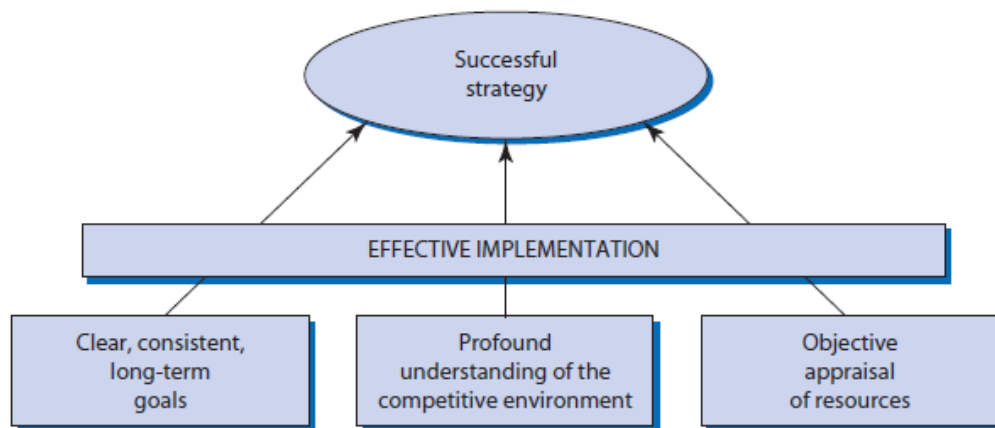 Successful
strategy
EFFECTIVE IMPLEMENTATION
Clear, consistent,
long-term
goals
Profound
understanding of the
competitive environment
Objective
appraisal
of resources